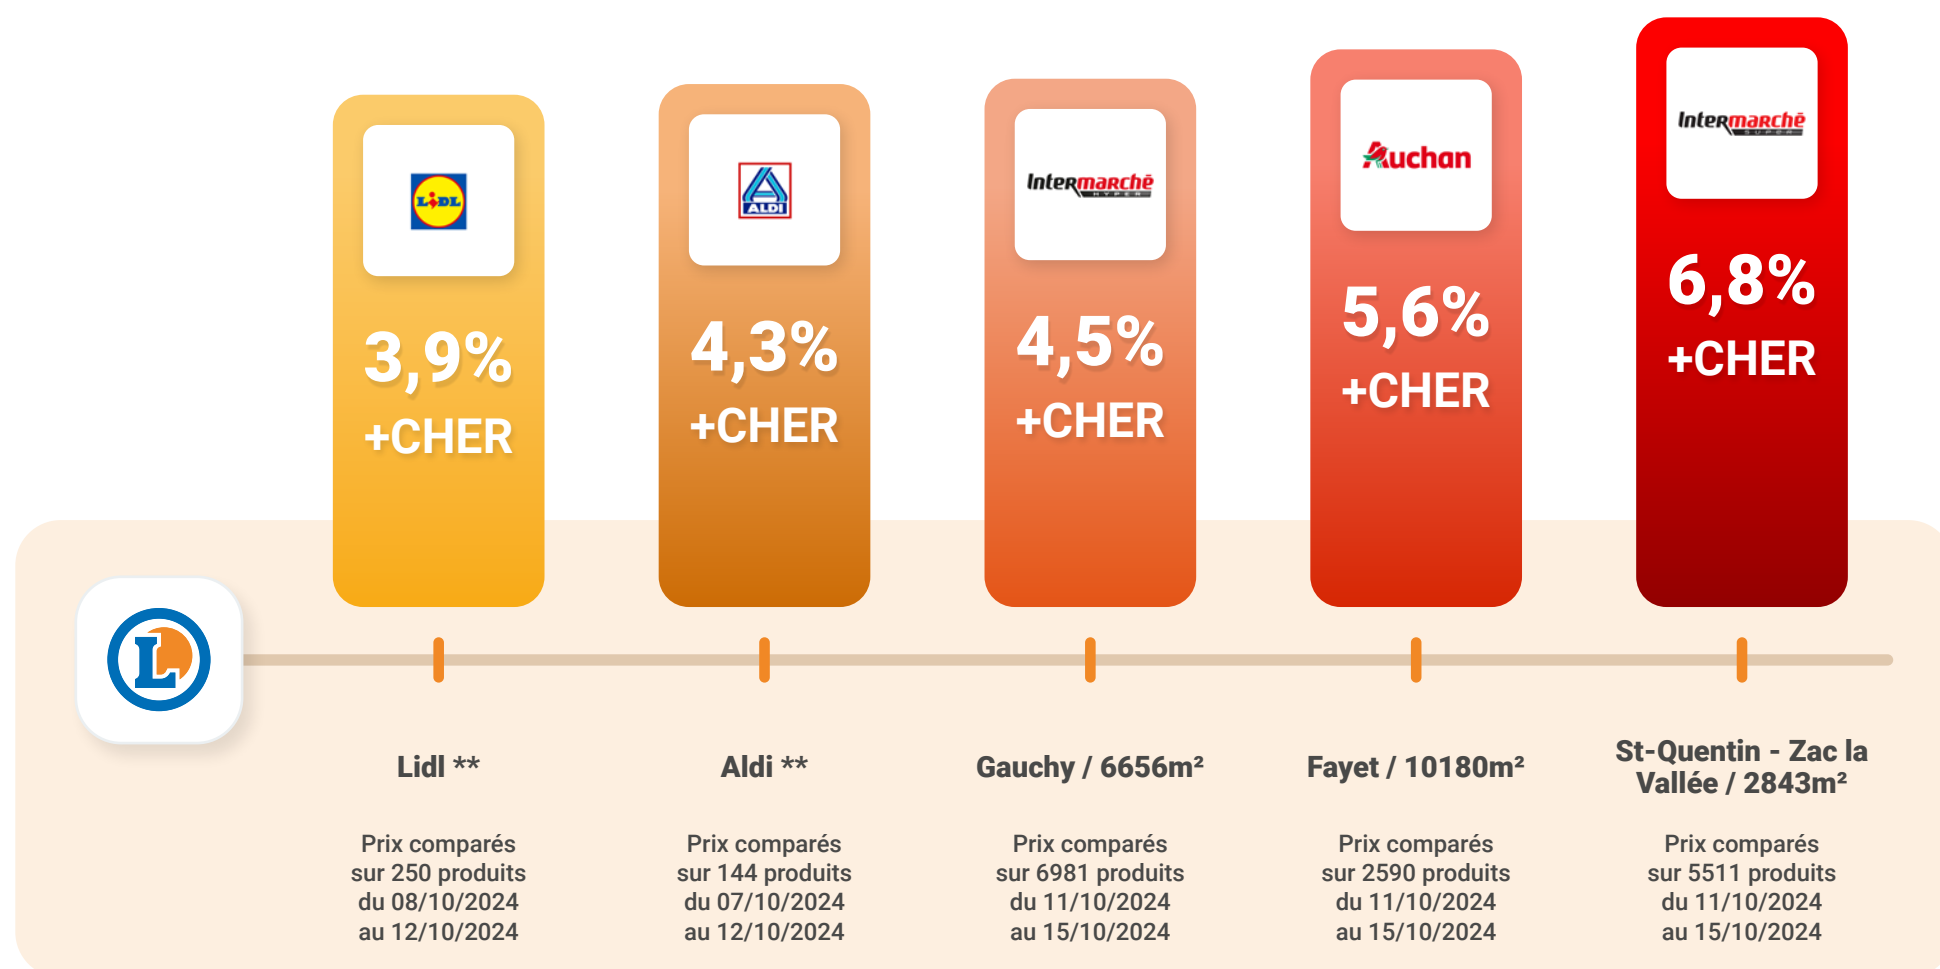 LIDL
3,9%
+CHER
ALDI
4,3%
+CHER
Intermarchē
HYPER
4,5%
+CHER
Auchan
5,6%
+CHER
Intermarchē
SUPER
6,8%
+CHER
L
Lidl **
Prix comparés
sur 250 produits
du 08/10/2024
au 12/10/2024
Aldi **
Prix comparés
sur 144 produits
du 07/10/2024
au 12/10/2024
Gauchy / 6656m²
Prix comparés
sur 6981 produits
du 11/10/2024
au 15/10/2024
Fayet / 10180m²
Prix comparés
sur 2590 produits
du 11/10/2024
au 15/10/2024
St-Quentin - Zac la
Vallée / 2843m²
Prix comparés
sur 5511 produits
du 11/10/2024
au 15/10/2024